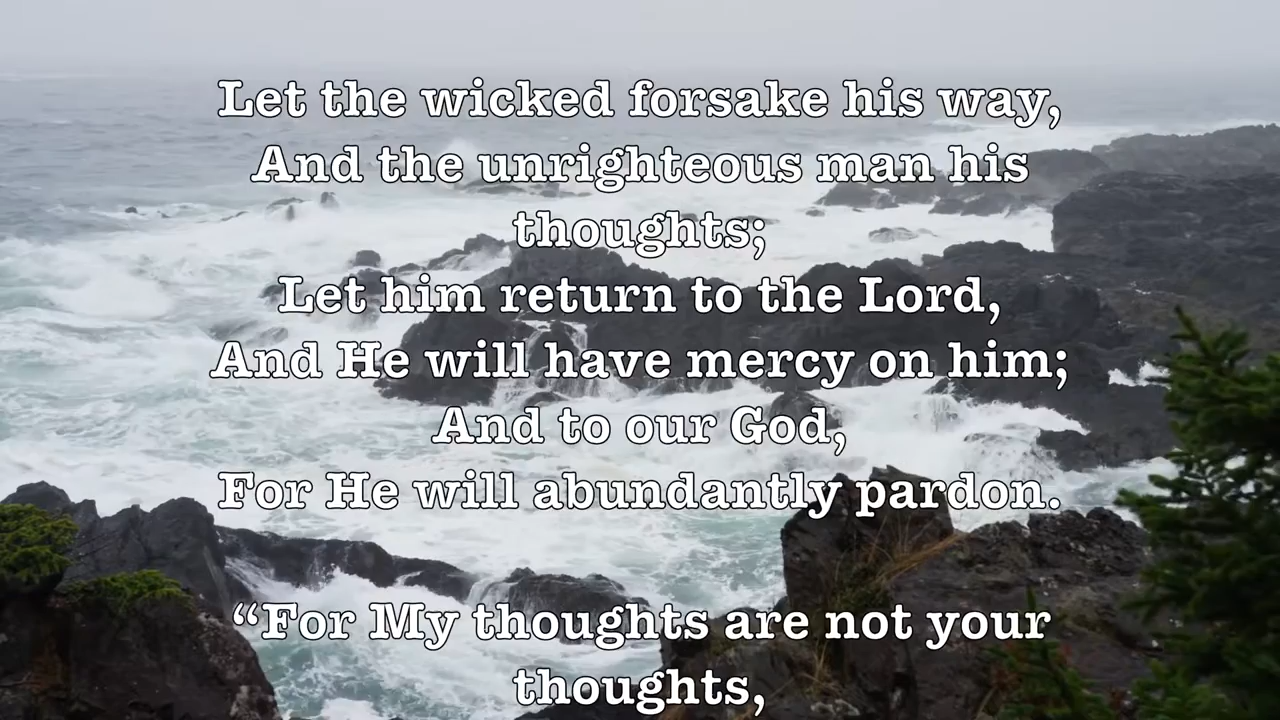 Let the wicked forsake his way,
And the unrighteous man his
thoughts;
Let him return to the Lord,
And He will have mercy on him;
And to our God,
For He will abundantly pardon.
“For My thoughts are not your
thoughts,